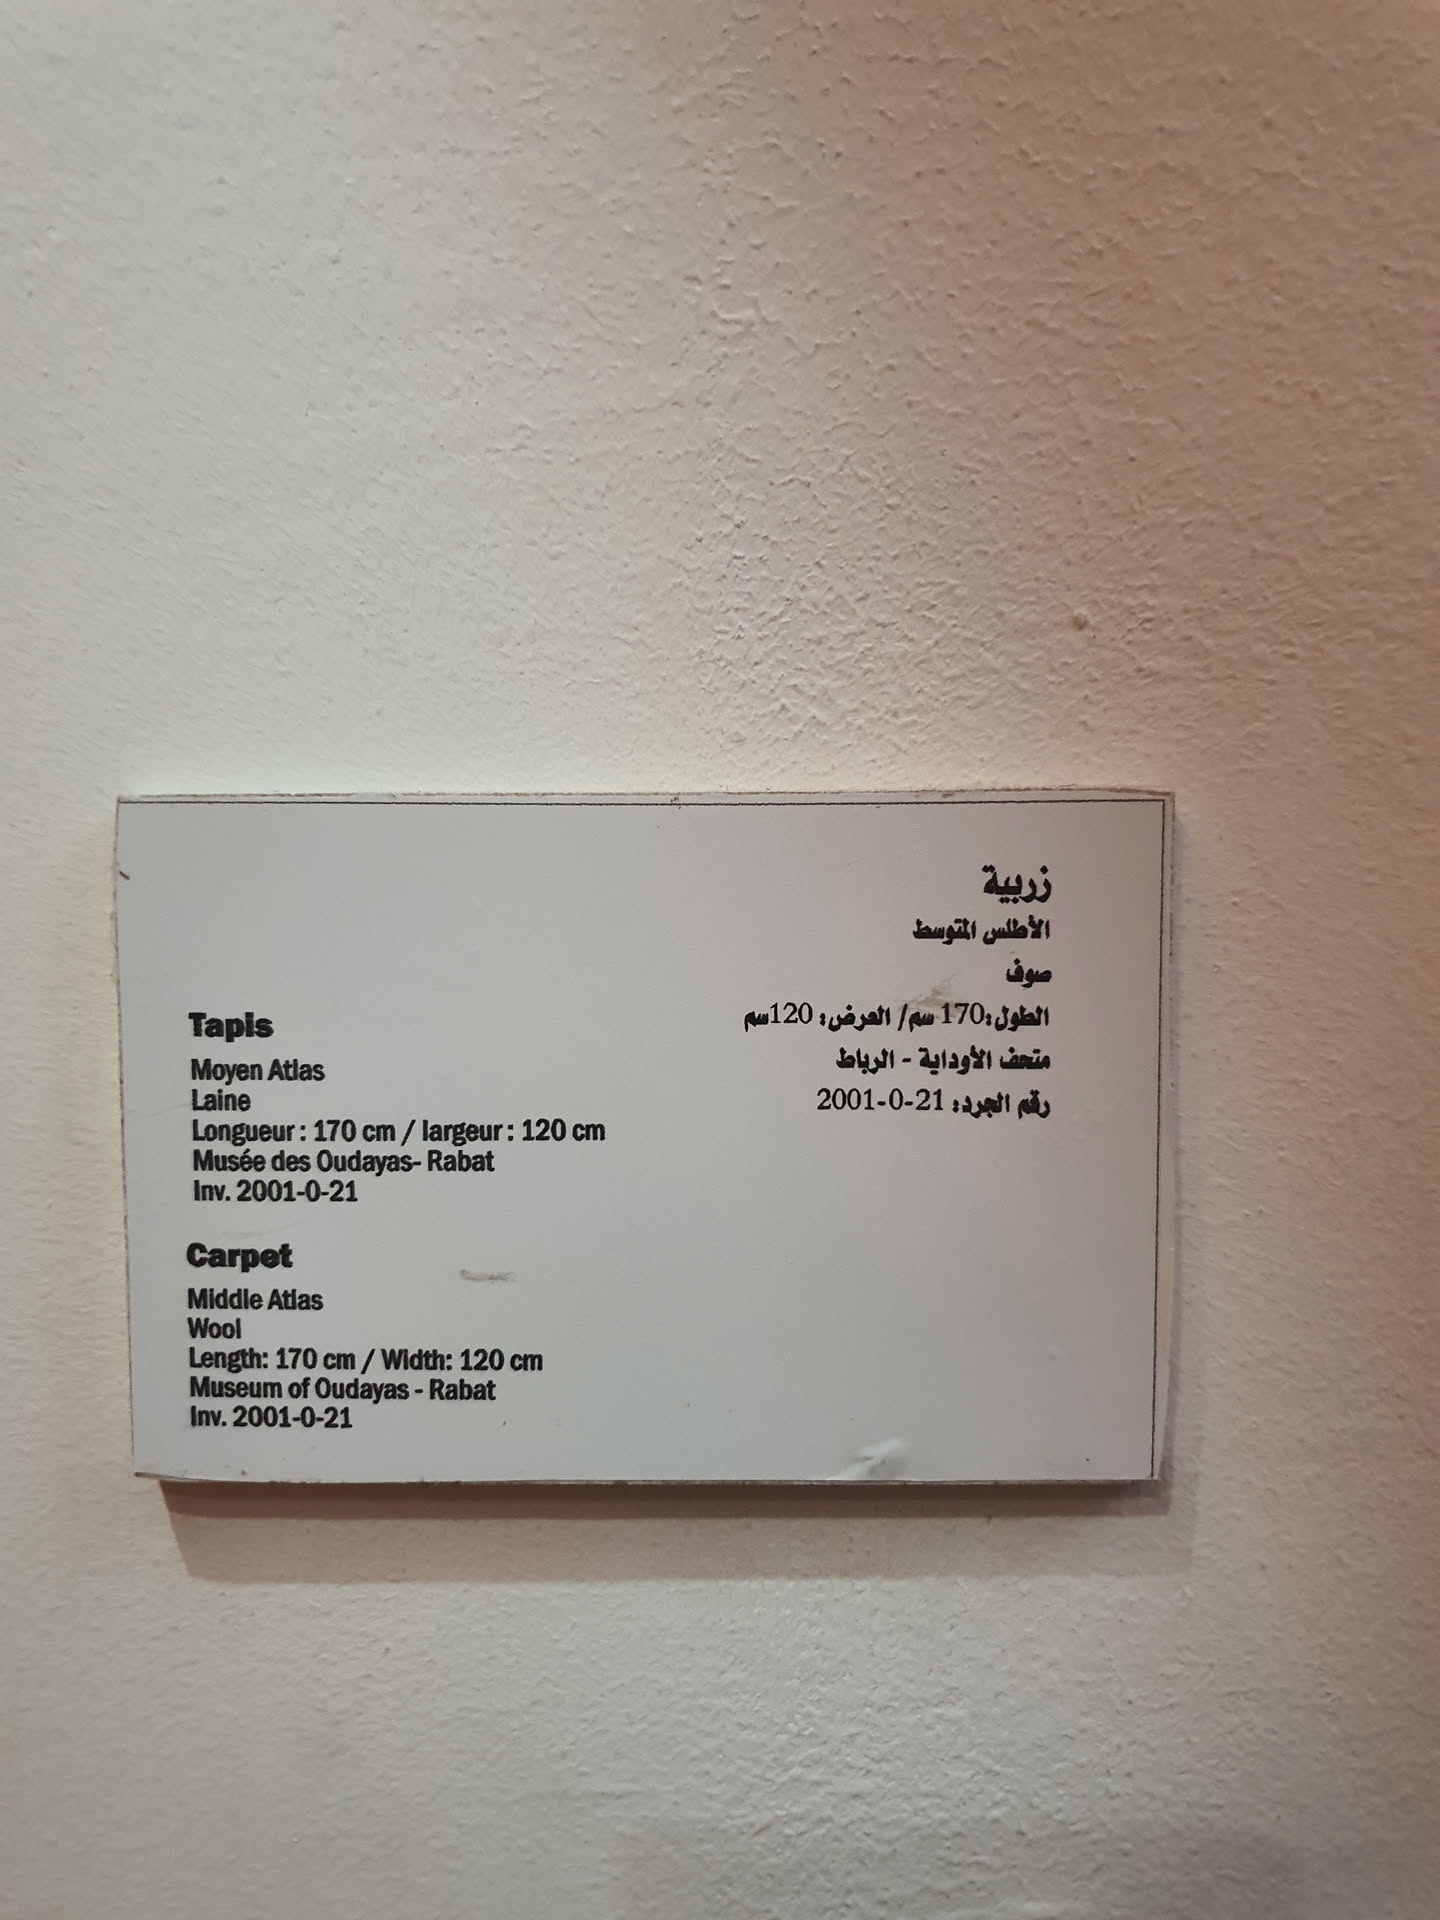 زربية
الأطلس المتوسط
صوف
الطول:170 سم/ العرض: 120سم
متحف الأوداية - الرباط
رقم الجرد: 21-0-2001
Tapis
Moyen Atlas
Laine
Longueur : 170 cm / largeur : 120 cm
Musée des Oudayas- Rabat
Inv. 2001-0-21
Carpet
Middle Atlas
Wool
Length: 170 cm / Width: 120 cm
Museum of Oudayas - Rabat
Inv. 2001-0-21